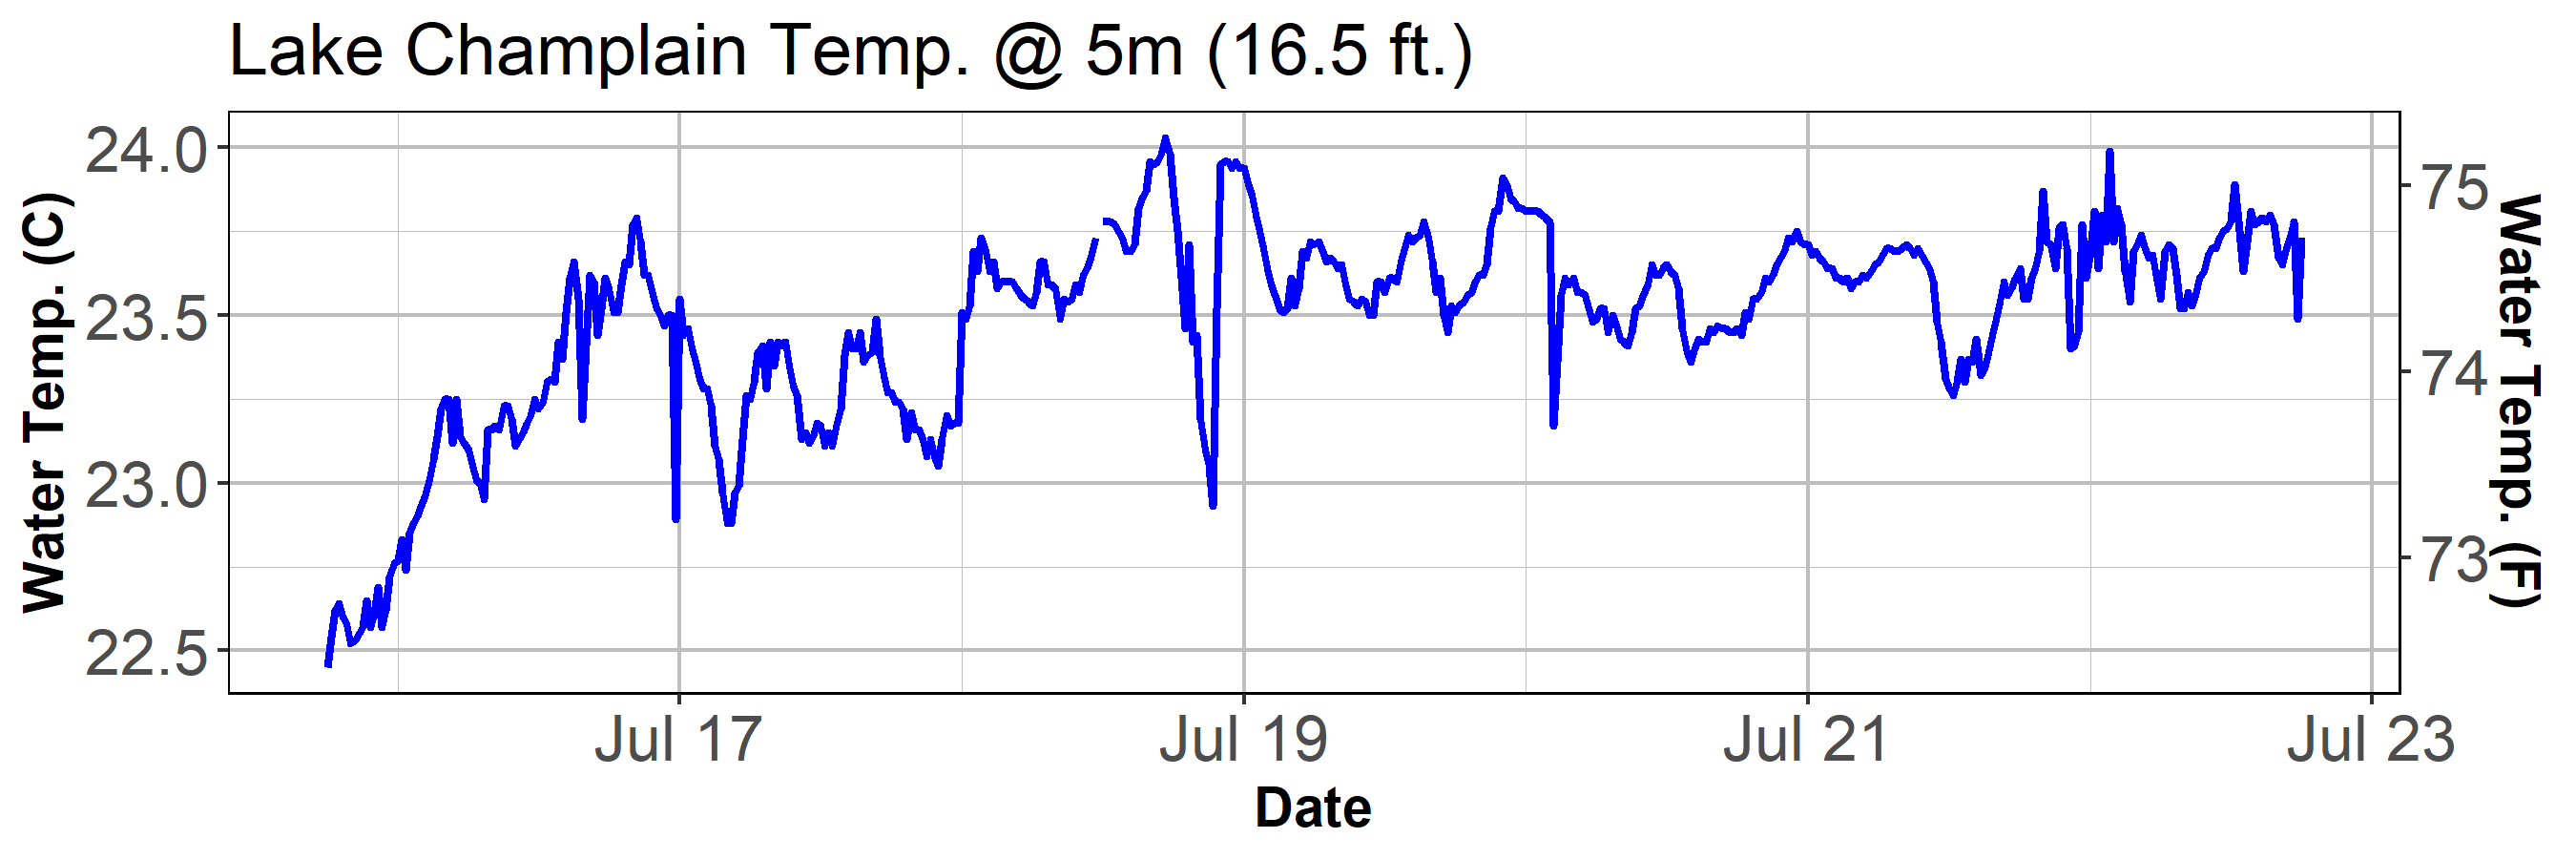 Lake Champlain Temp. @ 5m (16.5 ft.)
Water Temp. (C)
24.0
23.5
23.0
22.5
75
74
73
Water Temp. (F)
Jul 17
Jul 19
Jul 21
Jul 23
Date